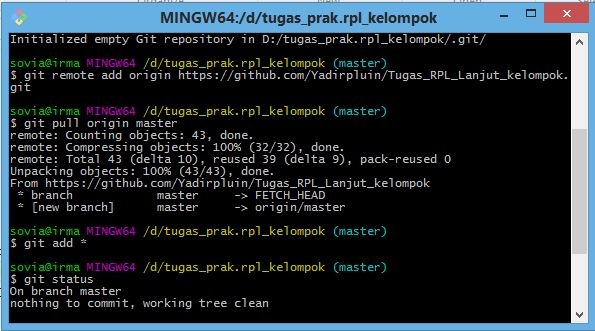 MINGW64:/d/tugas_prak.rpl_kelompok
Initialized empty Git repository in D:/tugas_prak.rpl_kelompok/.git/
sovia@irma MINGW64 /d/tugas_prak.rpl_kelompok (master)
$ git remote add origin https://github.com/Yadirpluin/Tugas_RPL_Lanjut_kelompok.
git
sovia@irma MINGW64 /d/tugas_prak.rpl_kelompok (master)
$ git pull origin master
remote: Counting objects: 43, done.
remote: Compressing objects: 100% (32/32), done.
remote: Total 43 (delta 10), reused 39 (delta 9), pack-reused 0
Unpacking objects: 100% (43/43), done.
From https://github.com/Yadirpluin/Tugas_RPL_Lanjut_kelompok
 * branch            master     -> FETCH_HEAD
 * [new branch]      master     -> origin/master
sovia@irma MINGW64 /d/tugas_prak.rpl_kelompok (master)
$ git add *
sovia@irma MINGW64 /d/tugas_prak.rpl_kelompok (master)
$ git status
On branch master
nothing to commit, working tree clean